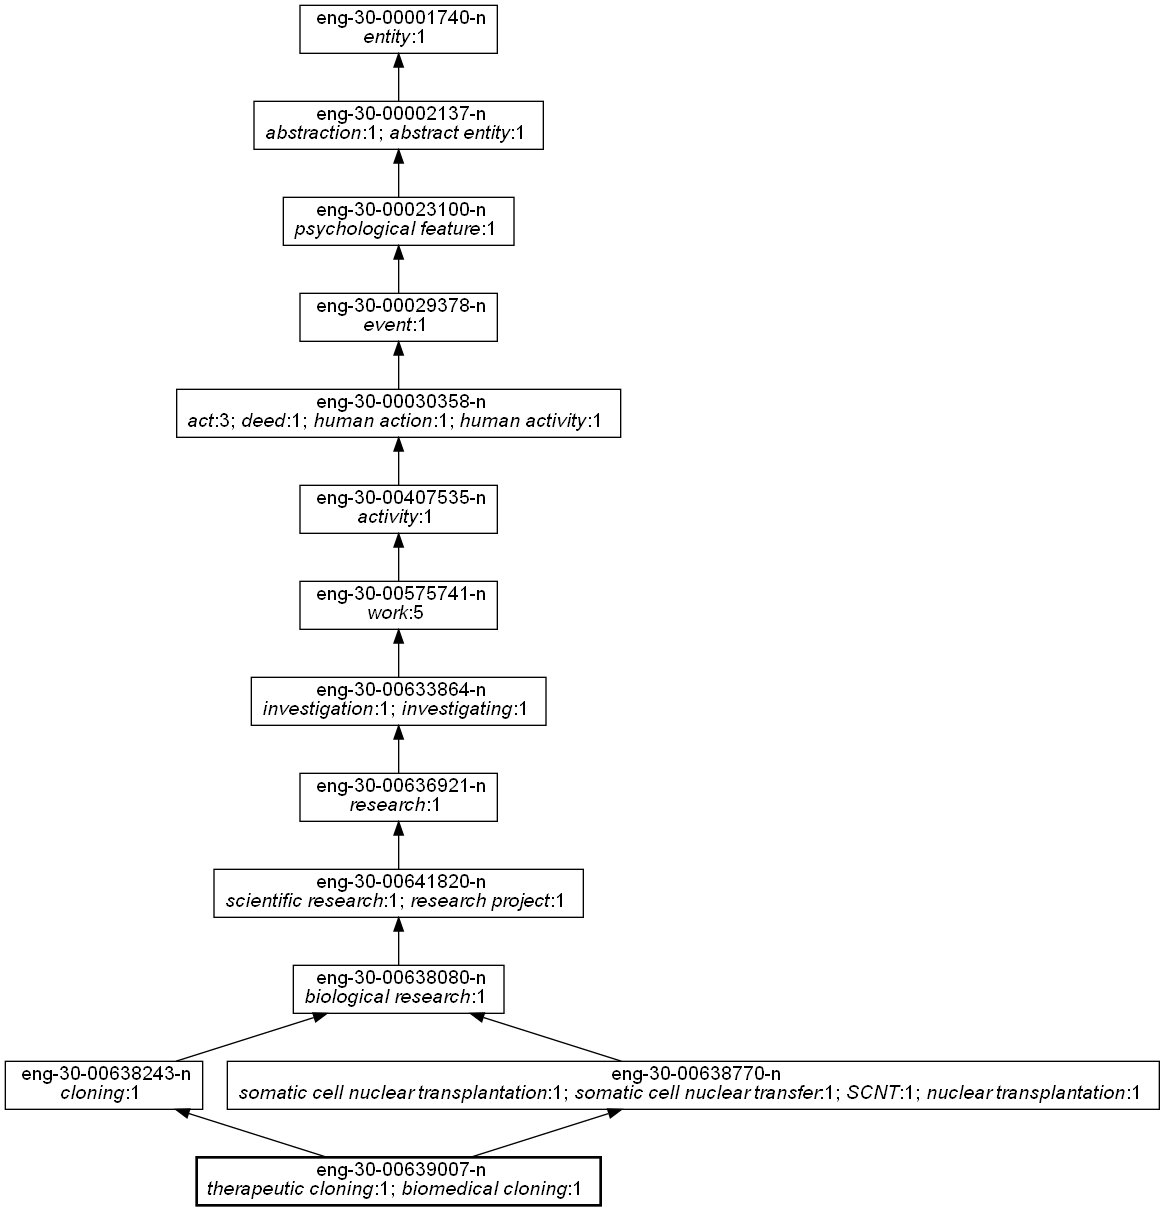 eng-30-00001740-n
entity:1
eng-30-00002137-n
abstraction:1; abstract entity:1
eng-30-00023100-n
psychological feature:1
eng-30-00029378-n
event:1
eng-30-00030358-n
act:3; deed:1; human action:1; human activity:1
eng-30-00407535-n
activity:1
eng-30-00575741-n
work:5
eng-30-00633864-n
investigation:1; investigating:1
eng-30-00636921-n
research:1
eng-30-00641820-n
scientific research:1; research project:1
eng-30-00638080-n
biological research:1
eng-30-00638243-n
cloning:1
eng-30-00638770-n
somatic cell nuclear transplantation:1; somatic cell nuclear transfer:1; SCNT:1; nuclear transplantation:1
eng-30-00639007-n
therapeutic cloning:1; biomedical cloning:1